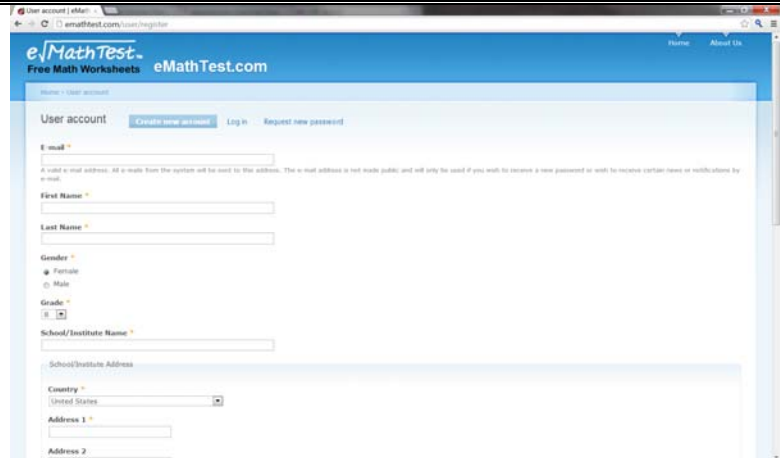 User account | eMath
emathtest.com/user/register
Home
About Us
e√MathTest™
Free Math Worksheets
eMathTest.com
Home » User account
User account
Create new account
Log in
Request new password
E-mail *
A valid e-mail address. All e-mails from the system will be sent to this address. The e-mail address is not made public and will only be used if you wish to receive a new password or wish to receive certain news or notifications by
e-mail.
First Name *
Last Name *
Gender *
Female
Male
Grade *
School/Institute Name *
School/Institute Address
Country *
United States
Address 1 *
Address 2